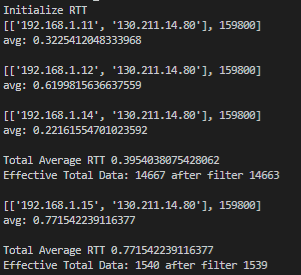 Initialize RTT
[['192.168.1.11', '130.211.14.80'], 159800]
avg: 0.3225412048333968
[['192.168.1.12', '130.211.14.80'], 159800]
avg: 0.6199815636637559
[['192.168.1.14', '130.211.14.80'], 159800]
avg: 0.22161554701023592
Total Average RTT 0.3954038075428062
Effective Total Data: 14667 after filter 14663
[['192.168.1.15', '130.211.14.80'], 159800]
avg: 0.771542239116377
Total Average RTT 0.771542239116377
Effective Total Data: 1540 after filter 1539